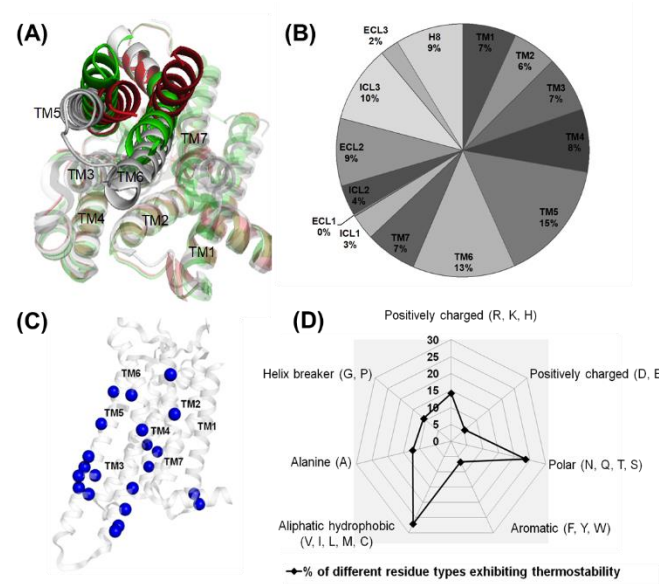 (A)
TM5
TM7
TM3
TM6
TM4
TM2
TM1
(B)
ECL3
2%
H8
9%
TM1
7%
TM2
6%
TM3
7%
TM4
8%
TM5
15%
TM6
13%
TM7
7%
ICL1
3%
ECL1
0%
ICL2
4%
ECL2
9%
ICL3
10%
(C)
TM6
TM5
TM2
TM4
TM1
TM3
TM7
(D)
Positively charged (R, K, H)
30
25
20
15
10
5
0
Helix breaker (G, P)
Positively charged (D, E
Alanine (A)
Polar (N, Q, T, S)
Aliphatic hydrophobic
(V, I, L, M, C)
Aromatic (F, Y, W)
% of different residue types exhibiting thermostability